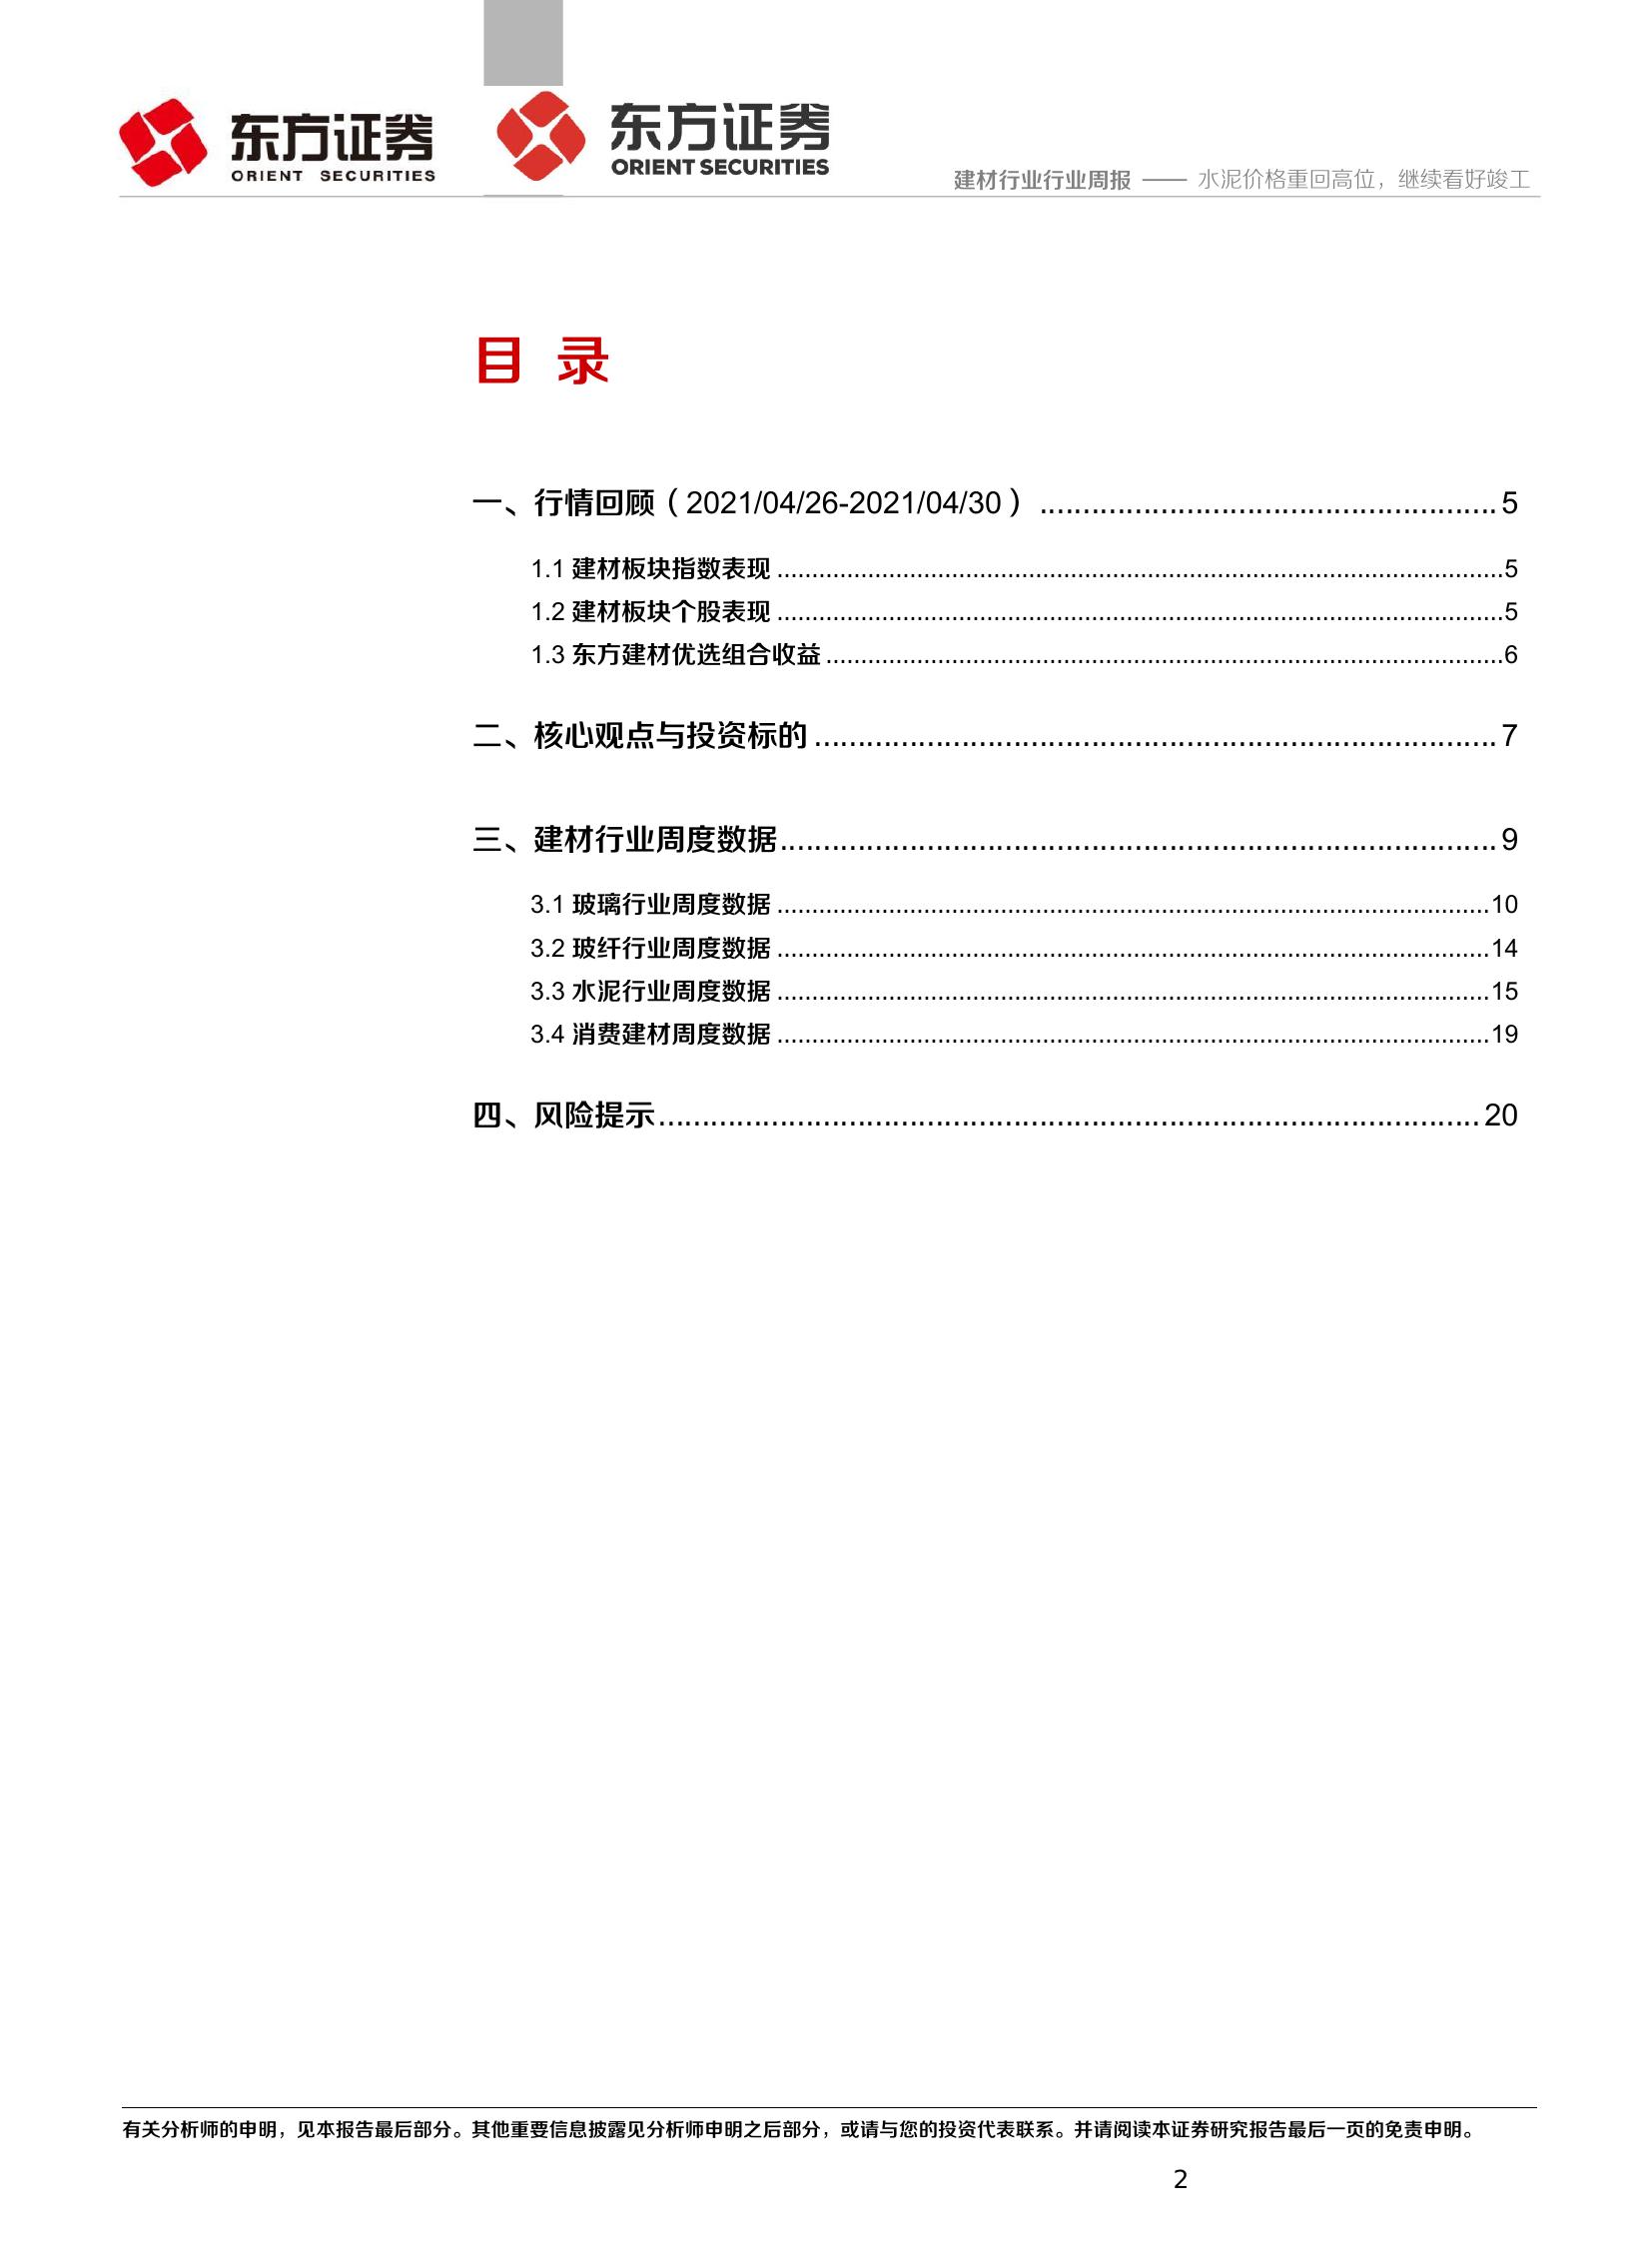 东方证券
ORIENT SECURITIES
东方证券
ORIENT SECURITIES
建材行业行业周报 —— 水泥价格重回高位，继续看好竣工
目 录
一、行情回顾（2021/04/26-2021/04/30） ..................................................... 5
1.1 建材板块指数表现 ........................................................................................................5
1.2 建材板块个股表现 ........................................................................................................5
1.3 东方建材优选组合收益 .................................................................................................6
二、核心观点与投资标的 ............................................................................... 7
三、建材行业周度数据................................................................................... 9
3.1 玻璃行业周度数据 ......................................................................................................10
3.2 玻纤行业周度数据 ......................................................................................................14
3.3 水泥行业周度数据 ......................................................................................................15
3.4 消费建材周度数据 ......................................................................................................19
四、风险提示............................................................................................... 20
有关分析师的申明，见本报告最后部分。其他重要信息披露见分析师申明之后部分，或请与您的投资代表联系。并请阅读本证券研究报告最后一页的免责申明。
2